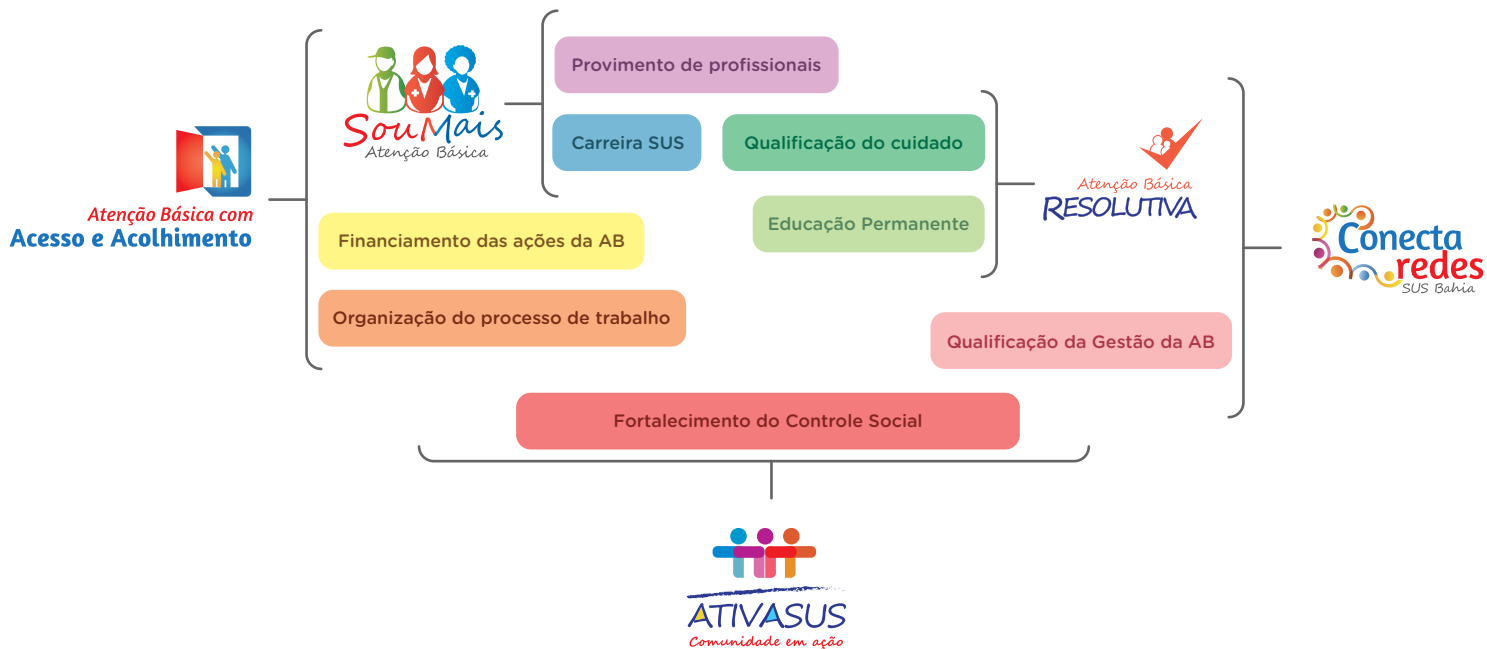 Provimento de profissionais
Carreira SUS
Qualificação do cuidado
SouMais
Atenção Básica
Atenção Básica
RESOLUTIVA
Atenção Básica com
Acesso e Acolhimento
Educação Permanente
Financiamento das ações da AB
Conecta
redes
SUS Bahia
Organização do processo de trabalho
Qualificação da Gestão da AB
Fortalecimento do Controle Social
ATIVASUS
Comunidade em ação